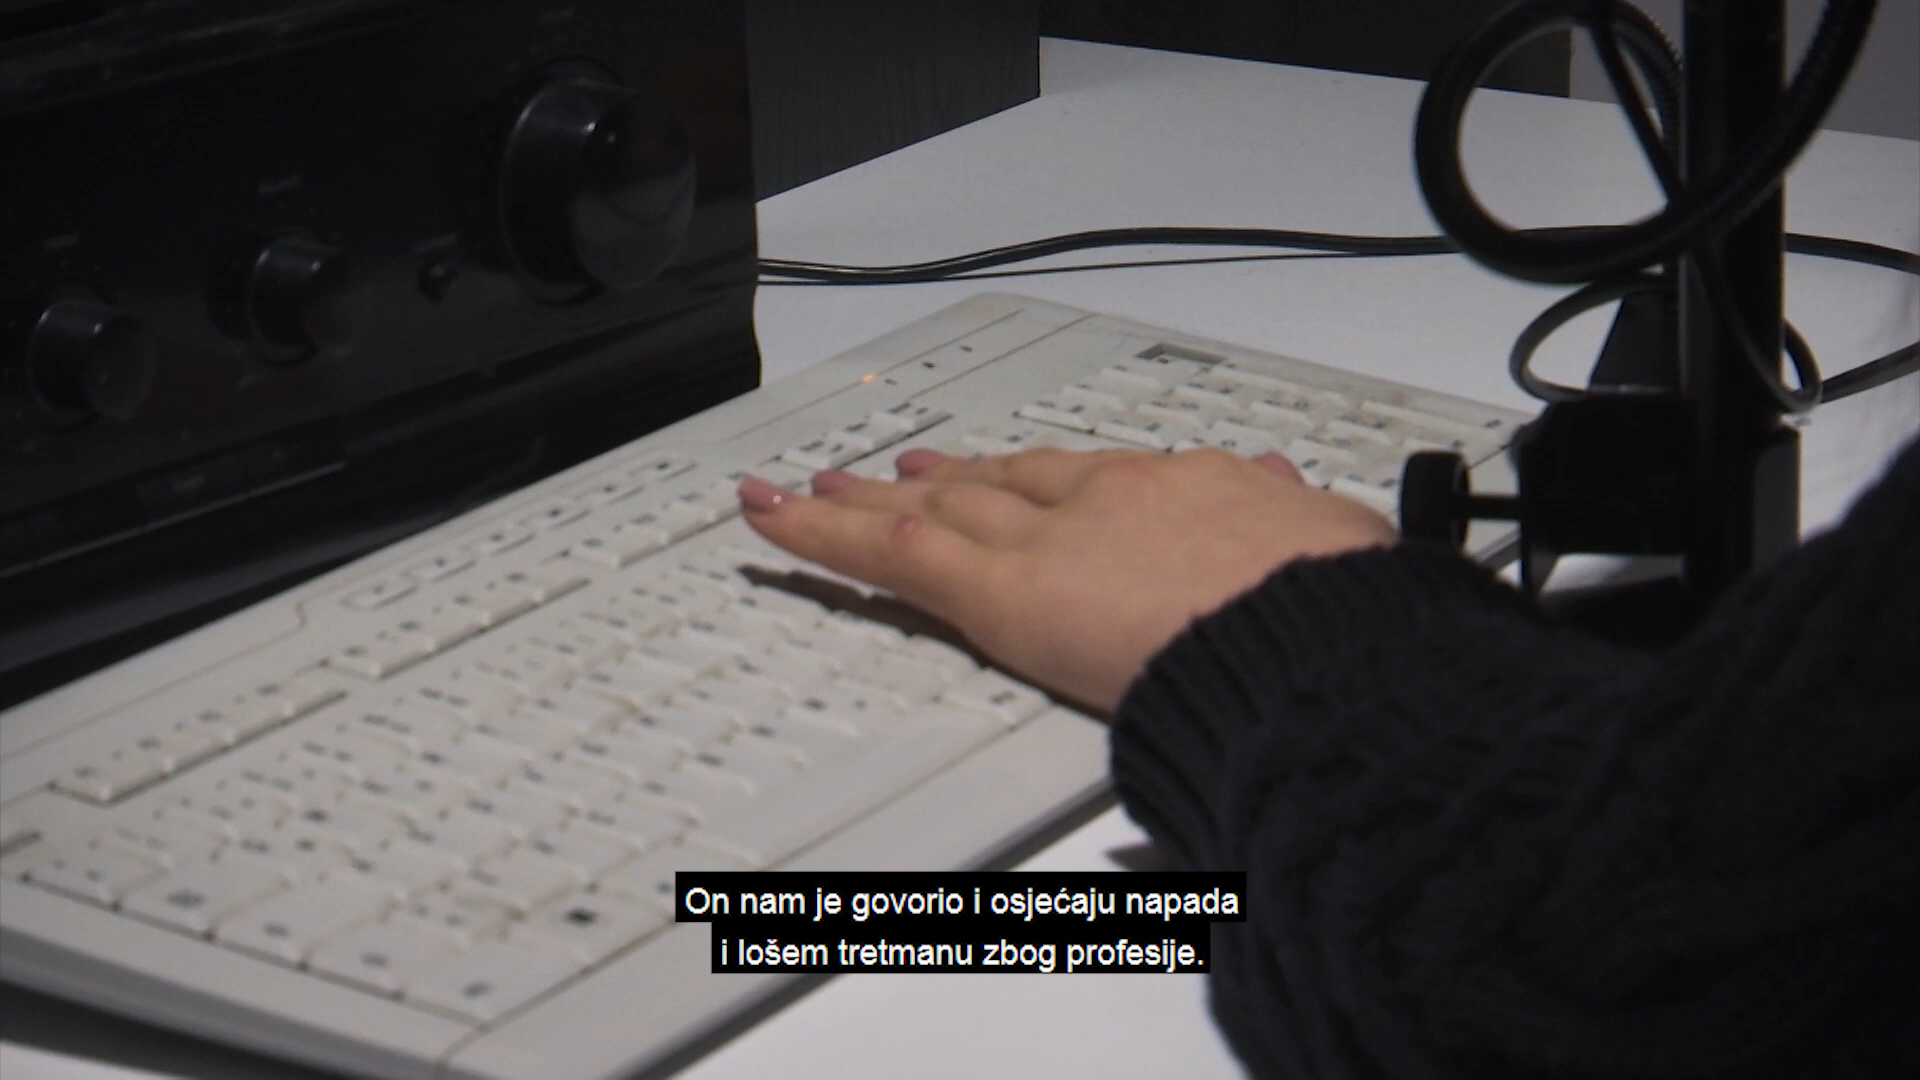 On nam je govorio i osjećaju napada
i lošem tretmanu zbog profesije.